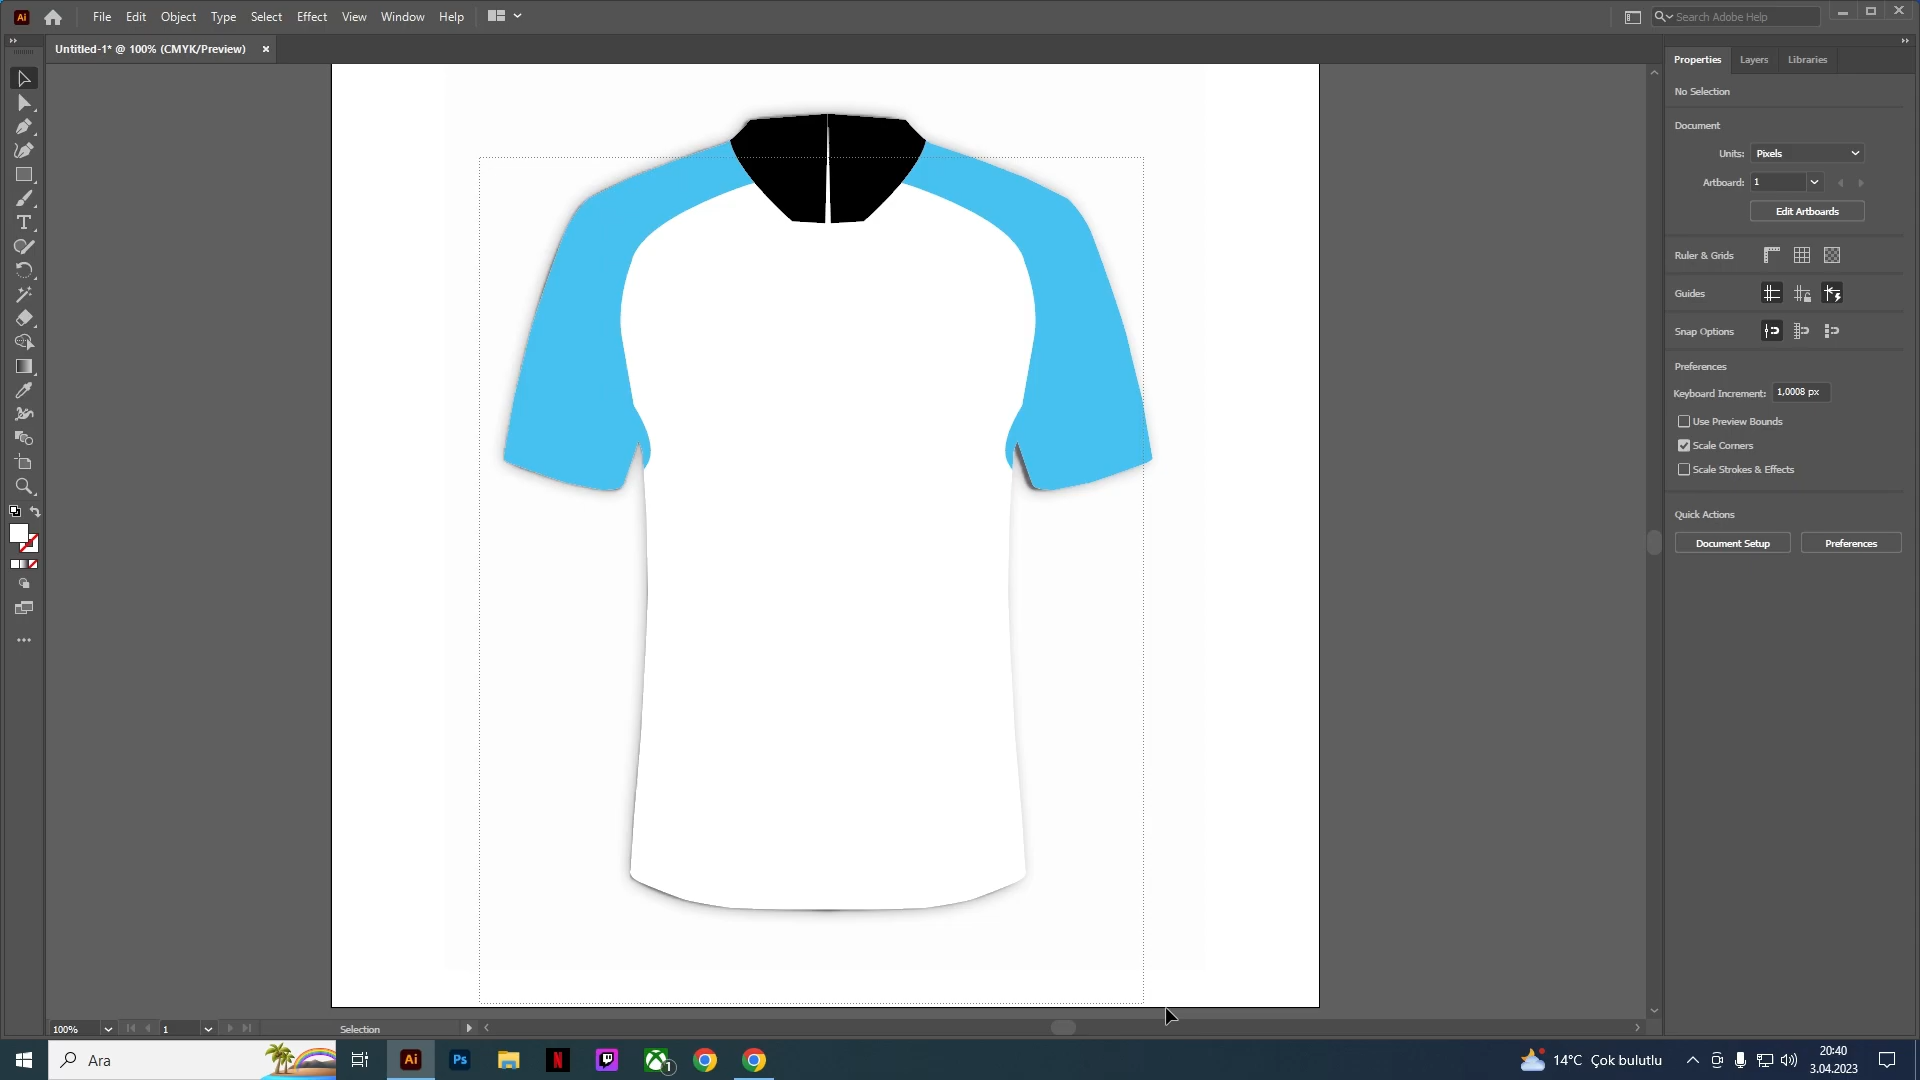 Ai
File Edit Object Type Select Effect View Window Help
Search Adobe Help
Untitled-1* @ 100% (CMYK/Preview)
Properties Layers Libraries
No Selection
Document
Units: Pixels
Artboard: 1
Edit Artboards
Ruler & Grids
Guides
Snap Options
Preferences
Keyboard Increment: 1,0008 px
Use Preview Bounds
Scale Corners
Scale Strokes & Effects
Quick Actions
Document Setup Preferences
100% 1 Selection
Ara
Ai
Ps
N
1
14°C Çok bulutlu
20:40
3.04.2023